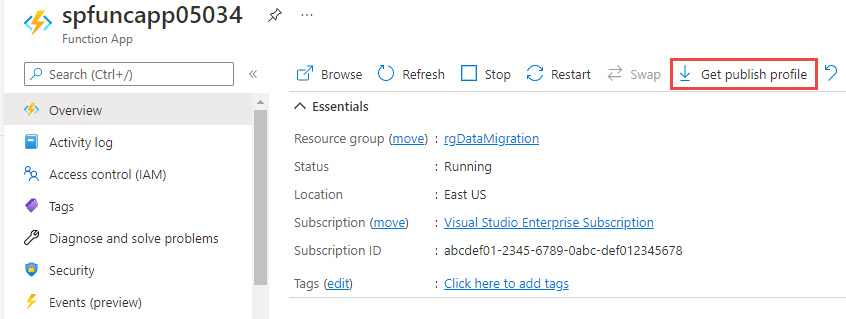 spfuncapp05034
Function App
Search (Ctrl+/)
Overview
Activity log
Access control (IAM)
Tags
Diagnose and solve problems
Security
Events (preview)
Browse Refresh Stop Restart Swap Get publish profile
Essentials
Resource group (move) : rgDataMigration
Status : Running
Location : East US
Subscription (move) : Visual Studio Enterprise Subscription
Subscription ID : abcdef01-2345-6789-0abc-def012345678
Tags (edit) : Click here to add tags